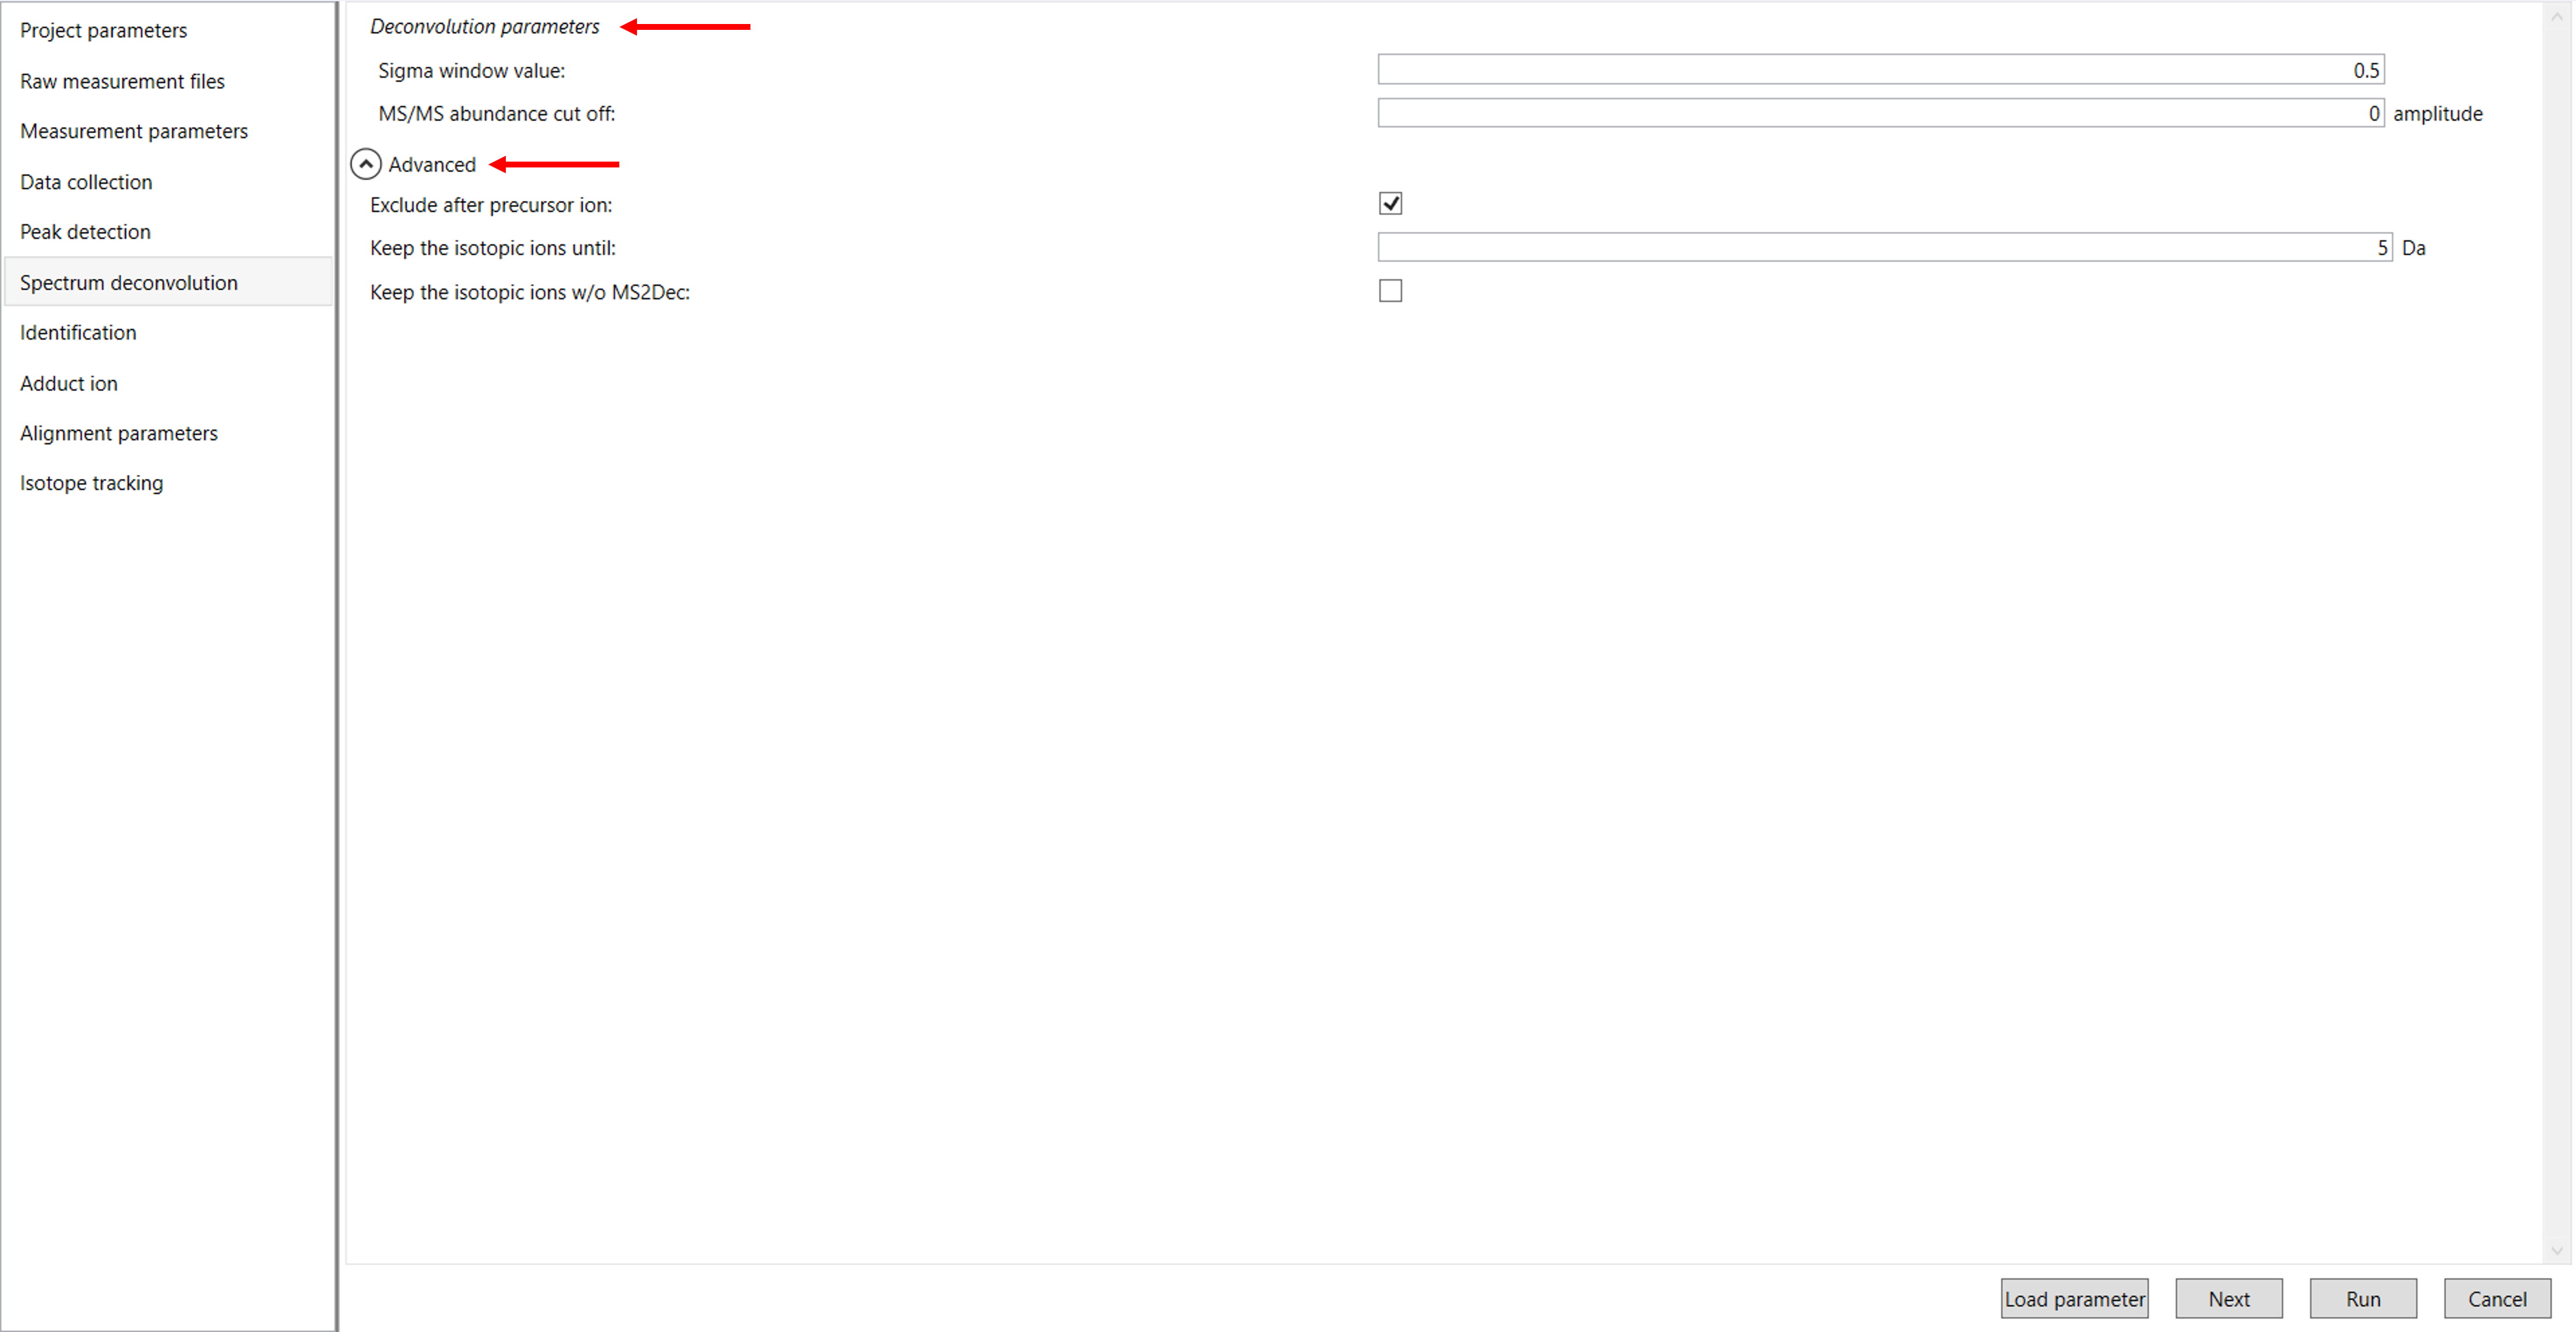 Project parameters
Raw measurement files
Measurement parameters
Data collection
Peak detection
Spectrum deconvolution
Identification
Adduct ion
Alignment parameters
Isotope tracking
Deconvolution parameters
Sigma window value: 0.5
MS/MS abundance cut off: 0 amplitude
Advanced
Exclude after precursor ion:
Keep the isotopic ions until: 5 Da
Keep the isotopic ions w/o MS2Dec:
Load parameter Next Run Cancel